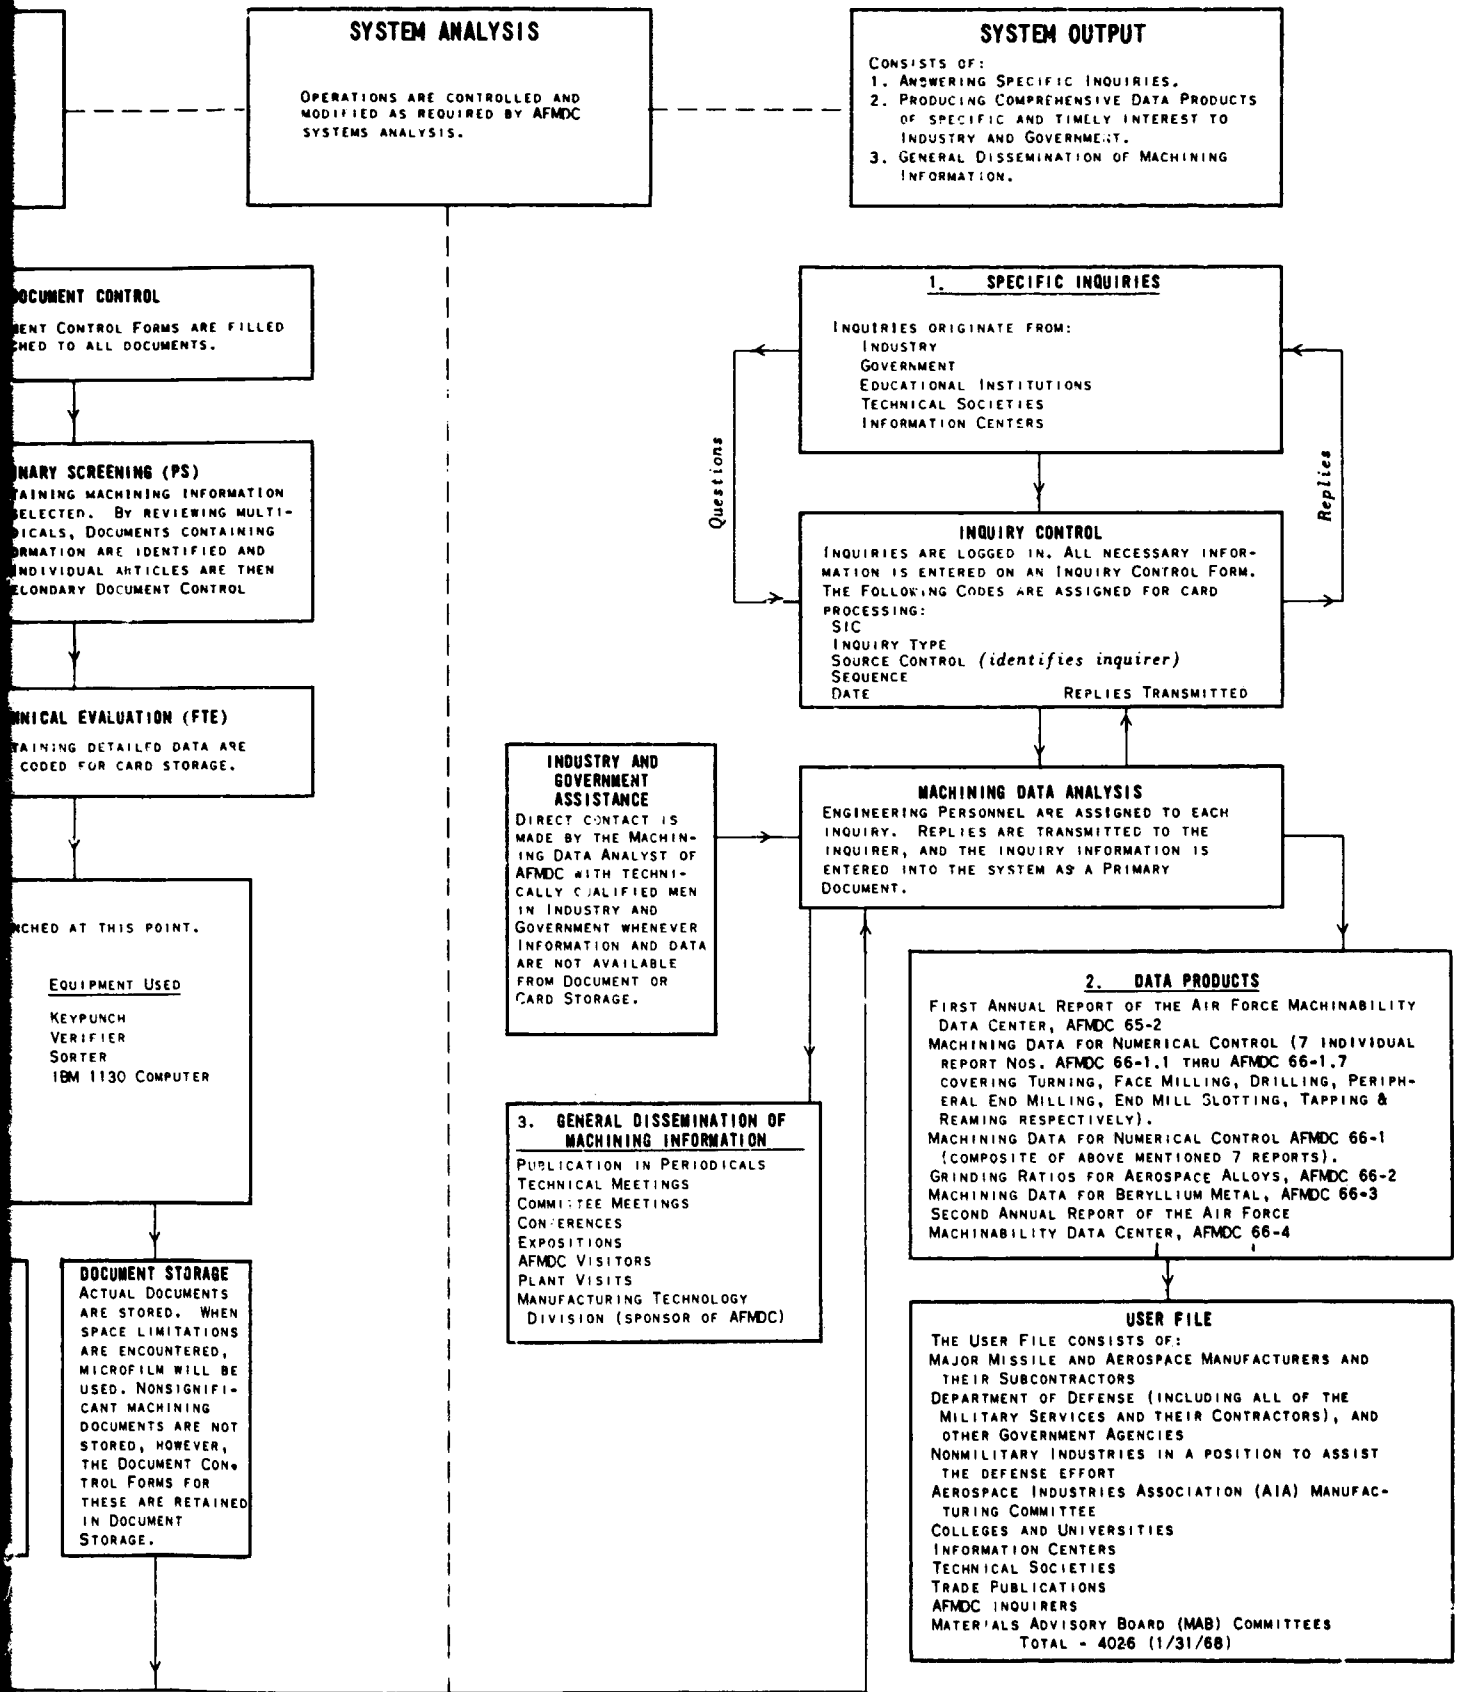 SYSTEM ANALYSIS
OPERATIONS ARE CONTROLLED AND
MODIFIED AS REQUIRED BY AFMDC
SYSTEMS ANALYSIS.
SYSTEM OUTPUT
CONSISTS OF:
1. ANSWERING SPECIFIC INQUIRIES.
2. PRODUCING COMPREHENSIVE DATA PRODUCTS
OF SPECIFIC AND TIMELY INTEREST TO
INDUSTRY AND GOVERNMENT.
3. GENERAL DISSEMINATION OF MACHINING
INFORMATION.
OCUMENT CONTROL
MENT CONTROL FORMS ARE FILLED
CHED TO ALL DOCUMENTS.
INARY SCREENING (PS)
TAINING MACHINING INFORMATION
SELECTED. BY REVIEWING MULTI-
DICALS, DOCUMENTS CONTAINING
ORMATION ARE IDENTIFIED AND
INDIVIDUAL ARTICLES ARE THEN
ECONDARY DOCUMENT CONTROL
HNICAL EVALUATION (FTE)
TAINING DETAILED DATA ARE
CODED FOR CARD STORAGE.
NCHED AT THIS POINT.
EQUIPMENT USED
KEYPUNCH
VERIFIER
SORTER
IBM 1130 COMPUTER
DOCUMENT STORAGE
ACTUAL DOCUMENTS
ARE STORED. WHEN
SPACE LIMITATIONS
ARE ENCOUNTERED,
MICROFILM WILL BE
USED. NONSIGNIFI-
CANT MACHINING
DOCUMENTS ARE NOT
STORED, HOWEVER,
THE DOCUMENT CON-
TROL FORMS FOR
THESE ARE RETAINED
IN DOCUMENT
STORAGE.
1. SPECIFIC INQUIRIES
INQUIRIES ORIGINATE FROM:
INDUSTRY
GOVERNMENT
EDUCATIONAL INSTITUTIONS
TECHNICAL SOCIETIES
INFORMATION CENTERS
Questions
Replies
INQUIRY CONTROL
INQUIRIES ARE LOGGED IN. ALL NECESSARY INFOR-
MATION IS ENTERED ON AN INQUIRY CONTROL FORM.
THE FOLLOWING CODES ARE ASSIGNED FOR CARD
PROCESSING:
SIC
INQUIRY TYPE
SOURCE CONTROL (identifies inquirer)
SEQUENCE
DATE REPLIES TRANSMITTED
INDUSTRY AND
GOVERNMENT
ASSISTANCE
DIRECT CONTACT IS
MADE BY THE MACHIN-
ING DATA ANALYST OF
AFMDC WITH TECHNI-
CALLY QUALIFIED MEN
IN INDUSTRY AND
GOVERNMENT WHENEVER
INFORMATION AND DATA
ARE NOT AVAILABLE
FROM DOCUMENT OR
CARD STORAGE.
MACHINING DATA ANALYSIS
ENGINEERING PERSONNEL ARE ASSIGNED TO EACH
INQUIRY. REPLIES ARE TRANSMITTED TO THE
INQUIRER, AND THE INQUIRY INFORMATION IS
ENTERED INTO THE SYSTEM AS A PRIMARY
DOCUMENT.
3. GENERAL DISSEMINATION OF
MACHINING INFORMATION
PUBLICATION IN PERIODICALS
TECHNICAL MEETINGS
COMMITTEE MEETINGS
CONFERENCES
EXPOSITIONS
AFMDC VISITORS
PLANT VISITS
MANUFACTURING TECHNOLOGY
DIVISION (SPONSOR OF AFMDC)
2. DATA PRODUCTS
FIRST ANNUAL REPORT OF THE AIR FORCE MACHINABILITY
DATA CENTER, AFMDC 65-2
MACHINING DATA FOR NUMERICAL CONTROL (7 INDIVIDUAL
REPORT NOS. AFMDC 66-1.1 THRU AFMDC 66-1.7
COVERING TURNING, FACE MILLING, DRILLING, PERIPH-
ERAL END MILLING, END MILL SLOTTING, TAPPING &
REAMING RESPECTIVELY).
MACHINING DATA FOR NUMERICAL CONTROL AFMDC 66-1
(COMPOSITE OF ABOVE MENTIONED 7 REPORTS).
GRINDING RATIOS FOR AEROSPACE ALLOYS, AFMDC 66-2
MACHINING DATA FOR BERYLLIUM METAL, AFMDC 66-3
SECOND ANNUAL REPORT OF THE AIR FORCE
MACHINABILITY DATA CENTER, AFMDC 66-4
USER FILE
THE USER FILE CONSISTS OF:
MAJOR MISSILE AND AEROSPACE MANUFACTURERS AND
THEIR SUBCONTRACTORS
DEPARTMENT OF DEFENSE (INCLUDING ALL OF THE
MILITARY SERVICES AND THEIR CONTRACTORS), AND
OTHER GOVERNMENT AGENCIES
NONMILITARY INDUSTRIES IN A POSITION TO ASSIST
THE DEFENSE EFFORT
AEROSPACE INDUSTRIES ASSOCIATION (AIA) MANUFAC-
TURING COMMITTEE
COLLEGES AND UNIVERSITIES
INFORMATION CENTERS
TECHNICAL SOCIETIES
TRADE PUBLICATIONS
AFMDC INQUIRERS
MATERIALS ADVISORY BOARD (MAB) COMMITTEES
TOTAL - 4026 (1/31/68)